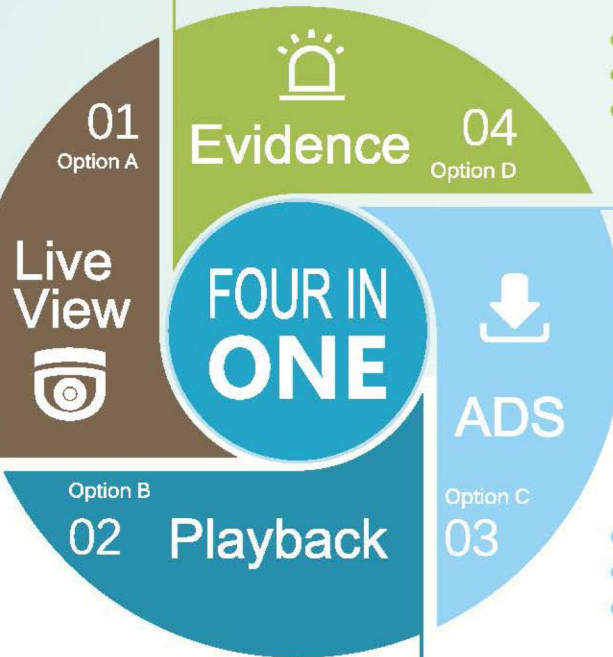 01
Option A
Live
View
Evidence
04
Option D
FOUR IN
ONE
ADS
Option C
03
Option B
02
Playback